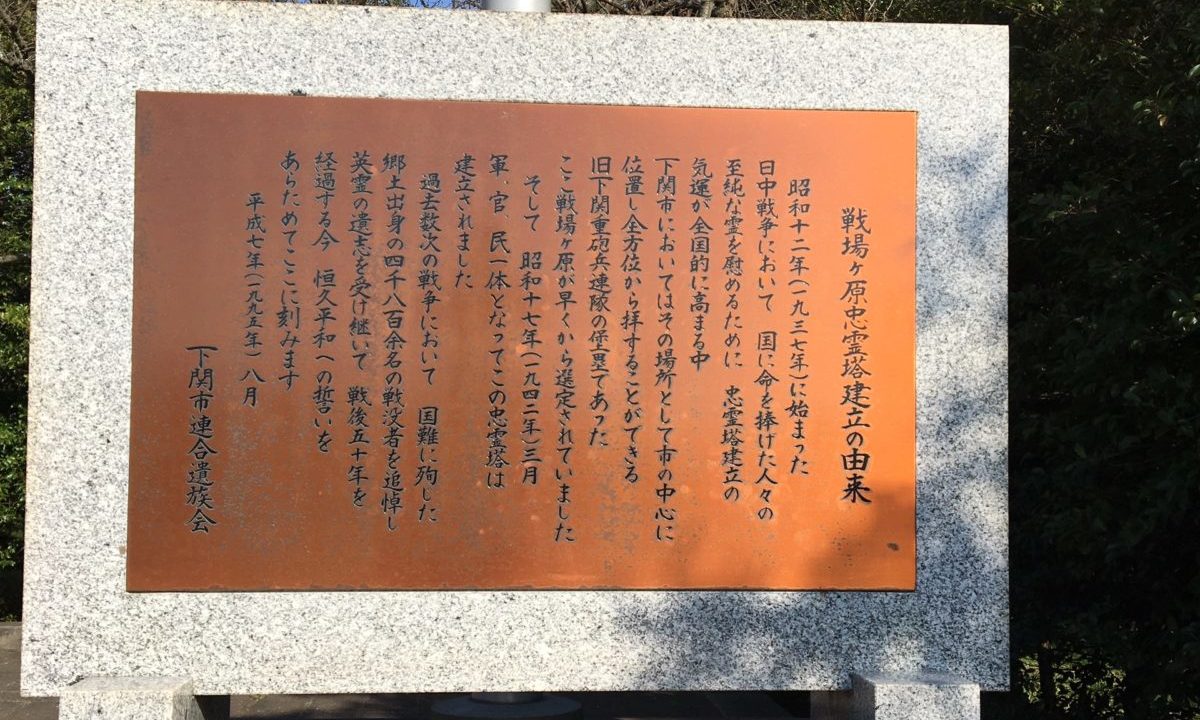 戦場ヶ原忠霊塔建立の由来
昭和十二年(一九三七年)に始まった
日中戦争において 国に命を捧げた人々の
至純な霊を慰めるために 忠霊塔建立の
気運が全国的に高まる中
下関市においてはその場所として市の中心に
位置し全方位から拝することができる
旧下関重砲兵連隊の堡塁であった
ここ戦場ヶ原が早くから選定されていました
そして 昭和十七年(一九四二年)三月
軍、官、民一体となってこの忠霊塔は
建立されました
過去数次の戦争において 国難に殉じた
郷土出身の四千八百余名の戦没者を追悼し
英霊の遺志を受け継いで 戦後五十年を
経過する今 恒久平和への誓いを
あらためてここに刻みます
平成七年(一九九五年)八月
下関市連合遺族会